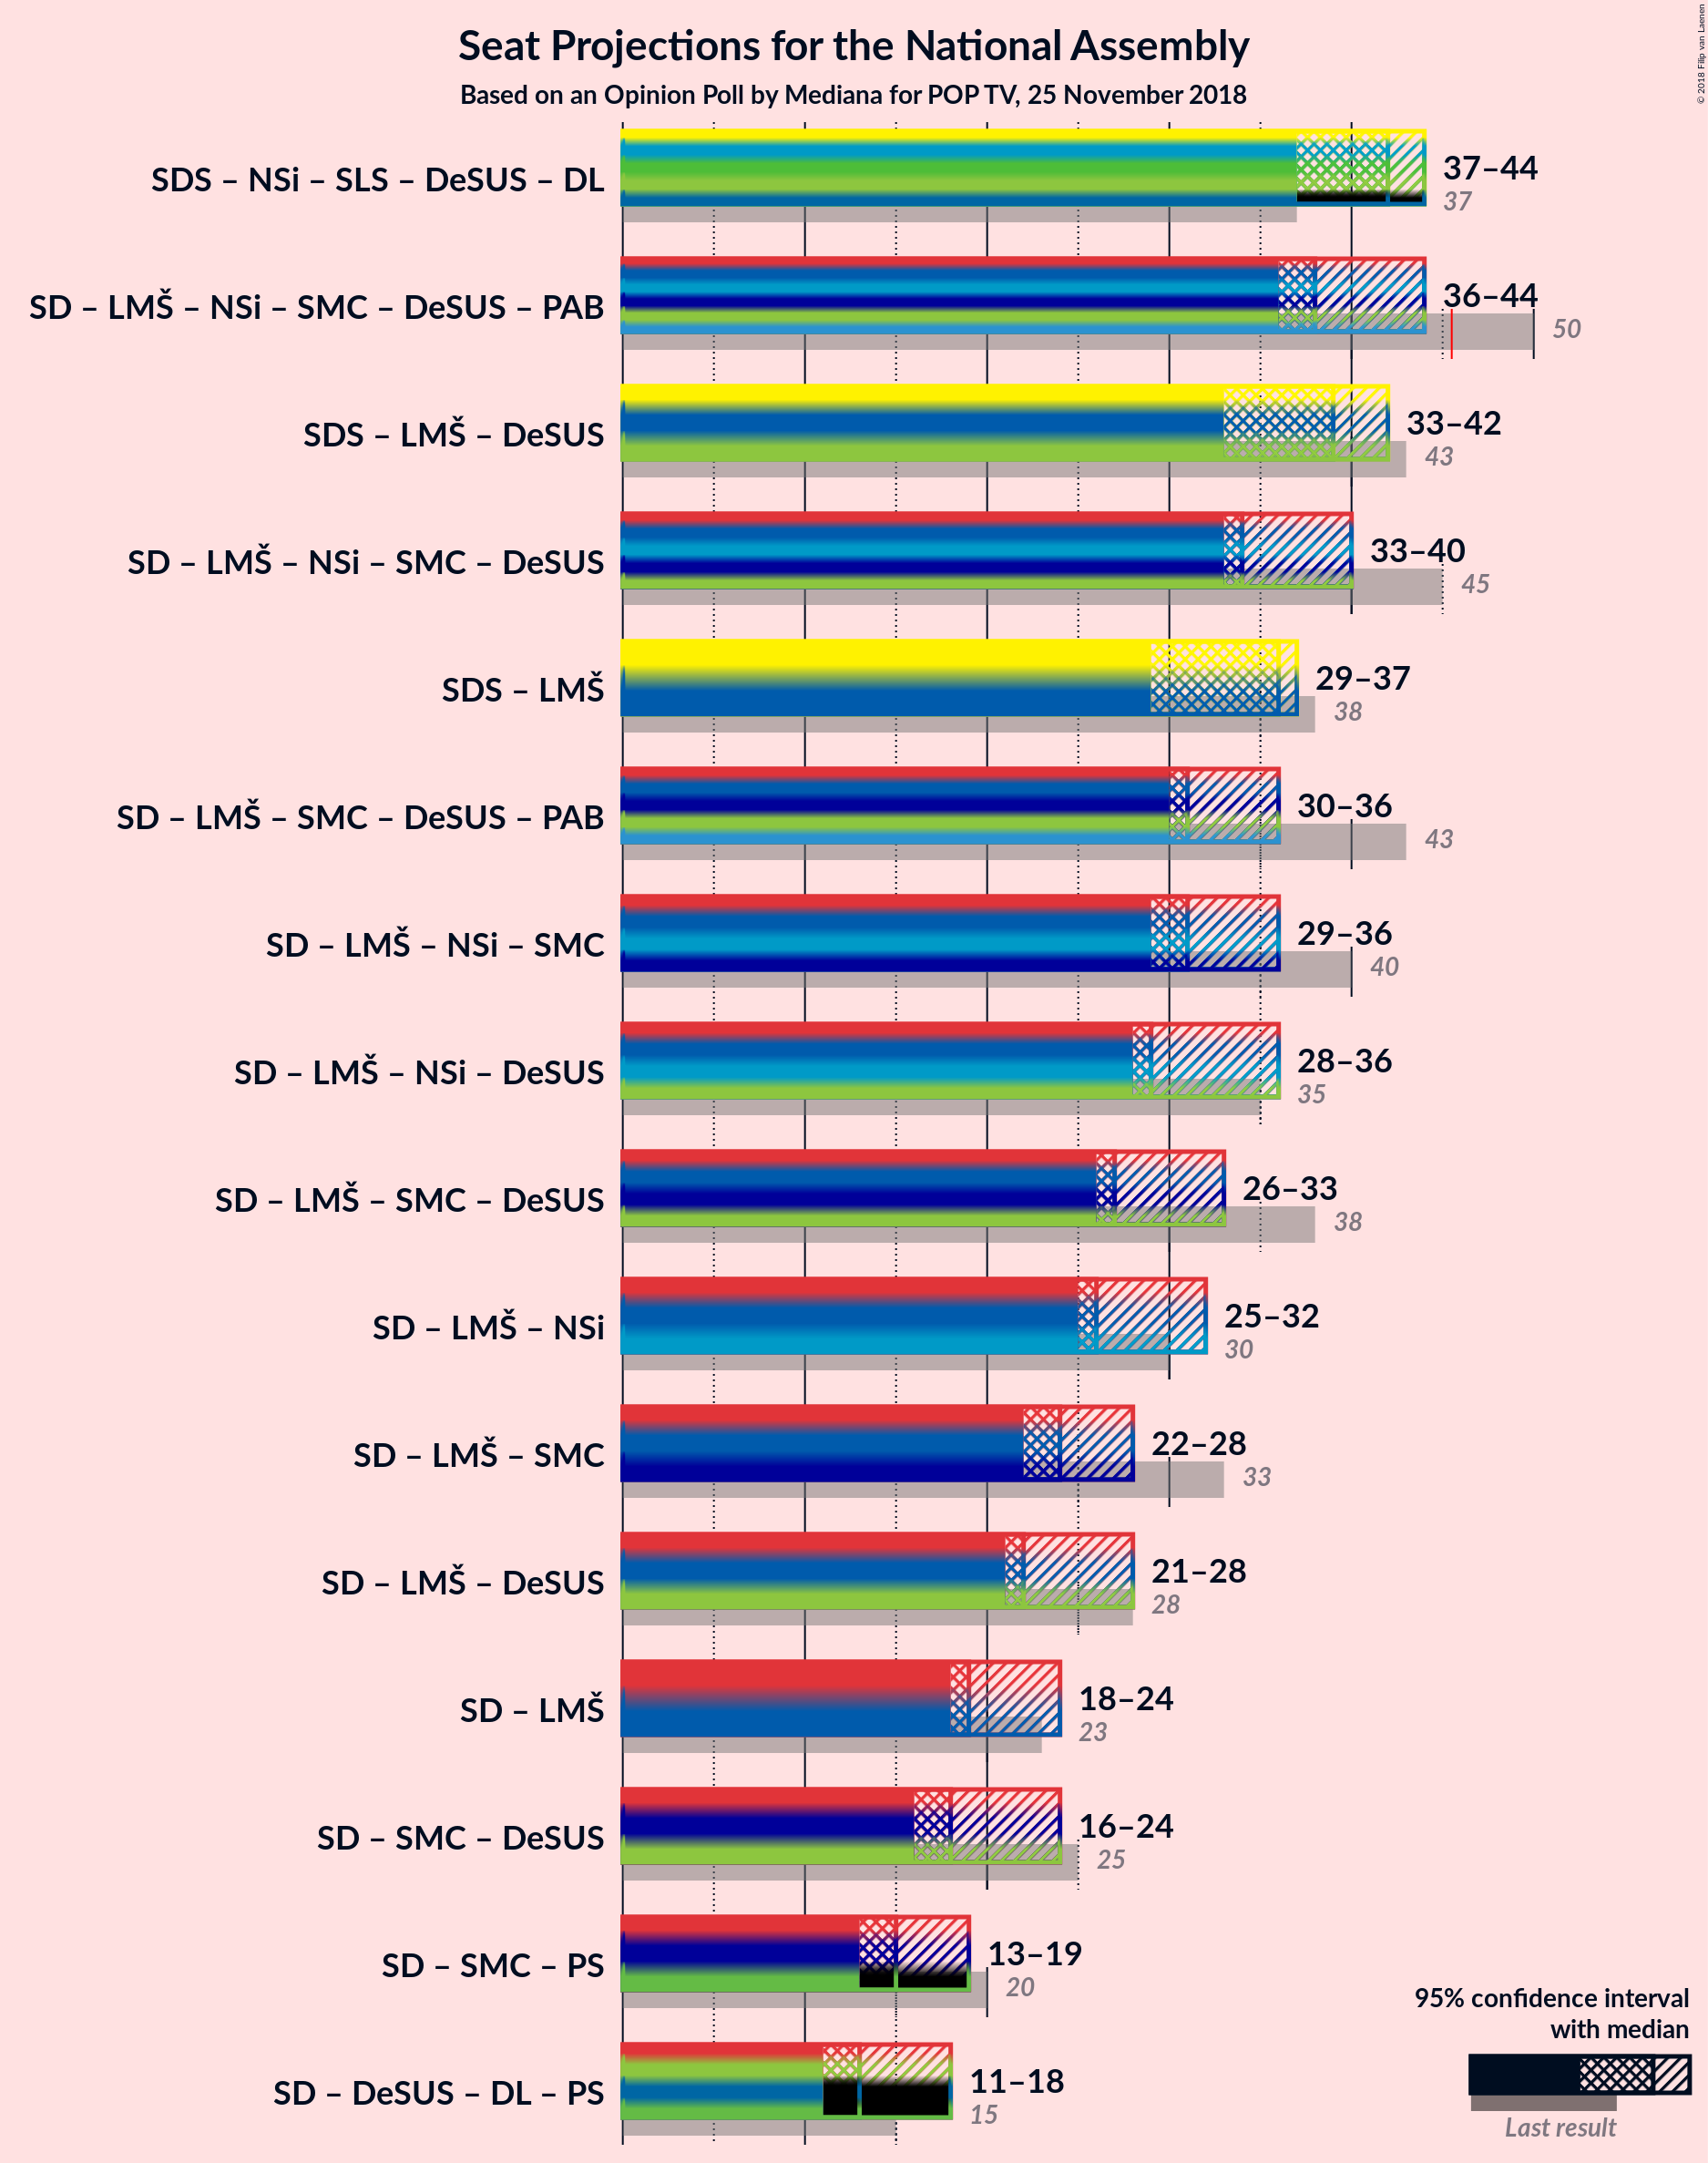 Seat Projections for the National Assembly
Based on an Opinion Poll by Mediana for POP TV, 25 November 2018
© 2018 Filip van Laenen
SDS – NSi – SLS – DeSUS – DL
37–44
37
SD – LMŠ – NSi – SMC – DeSUS – PAB
36–44
50
SDS – LMŠ – DeSUS
33–42
43
SD – LMŠ – NSi – SMC – DeSUS
33–40
45
SDS – LMŠ
29–37
38
SD – LMŠ – SMC – DeSUS – PAB
30–36
43
SD – LMŠ – NSi – SMC
29–36
40
SD – LMŠ – NSi – DeSUS
28–36
35
SD – LMŠ – SMC – DeSUS
26–33
38
SD – LMŠ – NSi
25–32
30
SD – LMŠ – SMC
22–28
33
SD – LMŠ – DeSUS
21–28
28
SD – LMŠ
18–24
23
SD – SMC – DeSUS
16–24
25
SD – SMC – PS
13–19
20
SD – DeSUS – DL – PS
11–18
15
95% confidence interval
with median
Last result